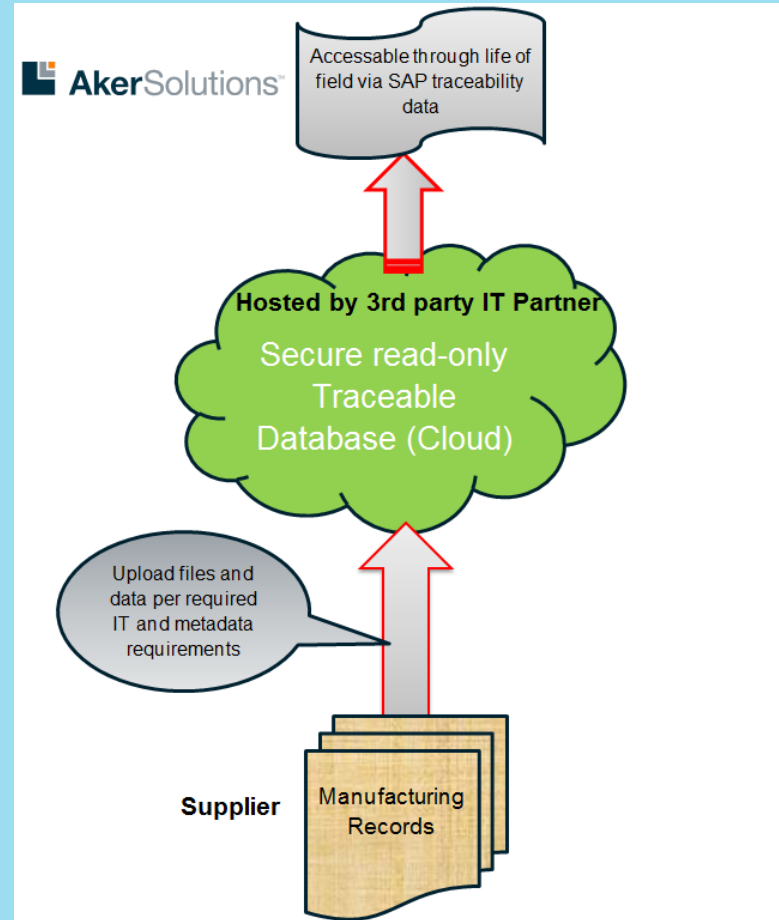 Accessable through life of
field via SAP traceability
data
AkerSolutions™
Hosted by 3rd party IT Partner
Secure read-only
Traceable
Database (Cloud)
Upload files and
data per required
IT and metadata
requirements
Supplier
Manufacturing
Records